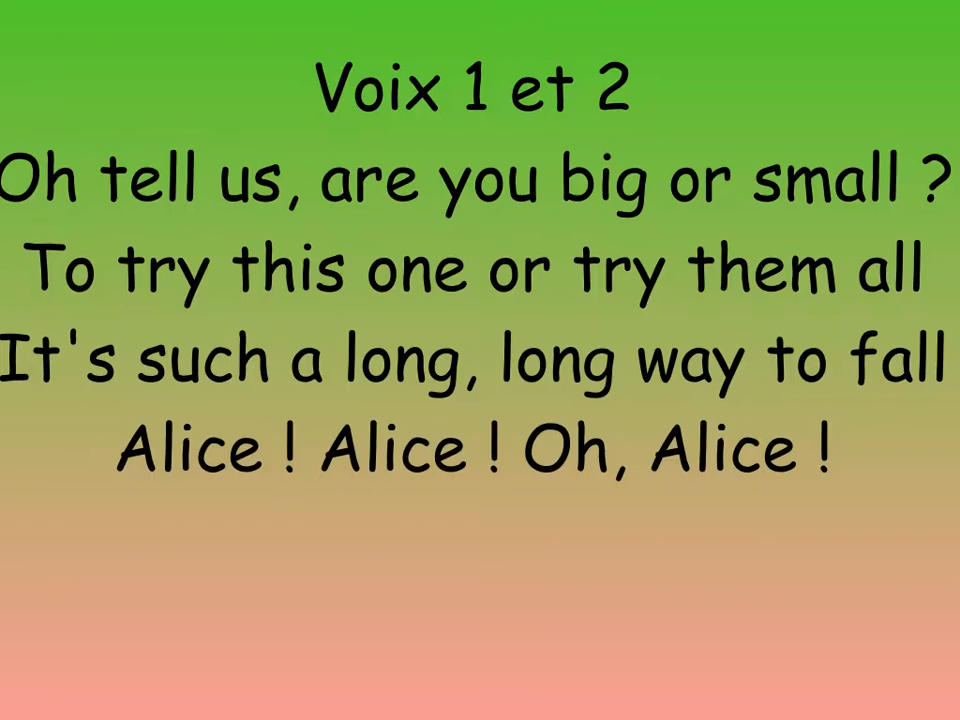 Voix 1 et 2
Oh tell us, are you big or small ?
To try this one or try them all
It's such a long, long way to fall
Alice ! Alice ! Oh, Alice !